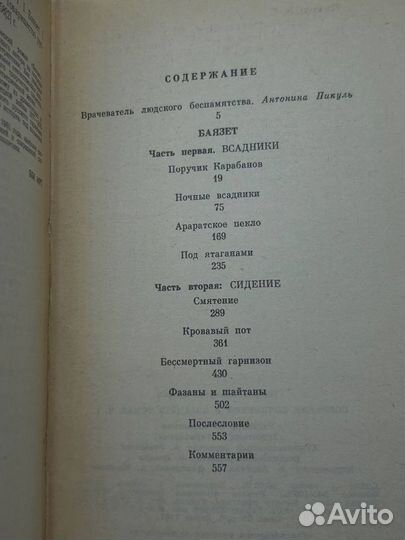 СОДЕРЖАНИЕ
Врачеватель людского беспамятства. Антонина Пикуль
5
БАЯЗЕТ
Часть первая. ВСАДНИКИ
Поручик Карабанов
19
Ночные всадники
75
Араратское пекло
169
Под ятаганами
235
Часть вторая: СИДЕНИЕ
Смятение
289
Кровавый пот
361
Бессмертный гарнизон
430
Фазаны и шайтаны
502
Послесловие
553
Комментарии
557
Avito